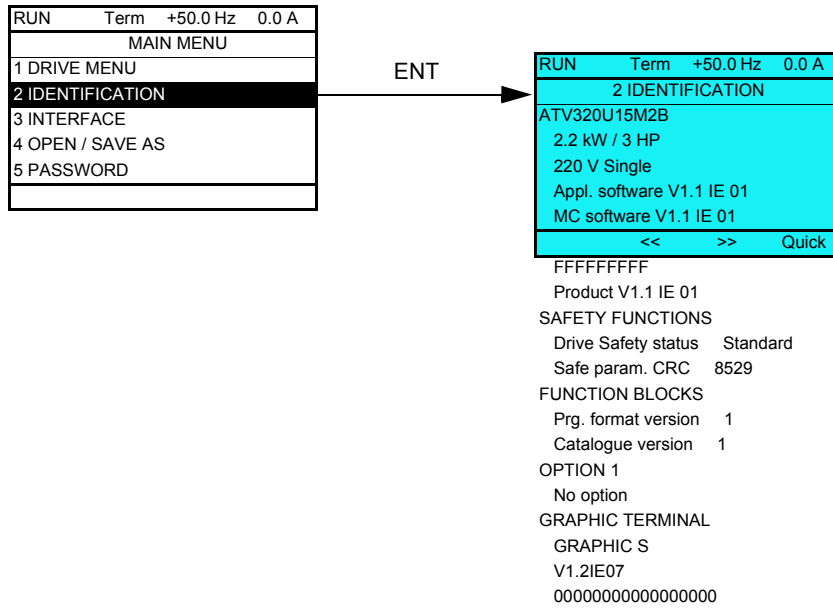 RUN Term +50.0 Hz 0.0 A
MAIN MENU
1 DRIVE MENU
2 IDENTIFICATION
3 INTERFACE
4 OPEN / SAVE AS
5 PASSWORD
ENT
RUN Term +50.0 Hz 0.0 A
2 IDENTIFICATION
ATV320U15M2B
2.2 kW / 3 HP
220 V Single
Appl. software V1.1 IE 01
MC software V1.1 IE 01
<< >> Quick
FFFFFFFFF
Product V1.1 IE 01
SAFETY FUNCTIONS
Drive Safety status Standard
Safe param. CRC 8529
FUNCTION BLOCKS
Prg. format version 1
Catalogue version 1
OPTION 1
No option
GRAPHIC TERMINAL
GRAPHIC S
V1.2IE07
00000000000000000